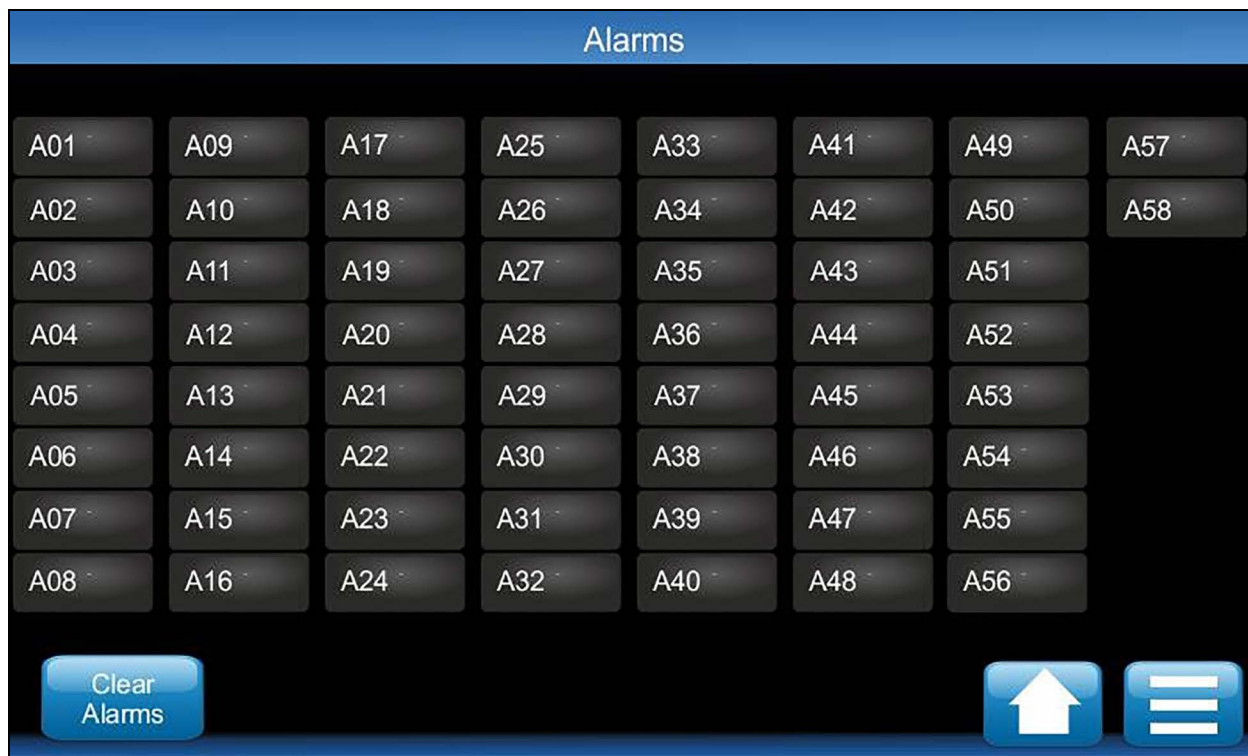 Alarms
A01 - A09 - A17 - A25 - A33 - A41 - A49 - A57 -
A02 - A10 - A18 - A26 - A34 - A42 - A50 - A58 -
A03 - A11 - A19 - A27 - A35 - A43 - A51 -
A04 - A12 - A20 - A28 - A36 - A44 - A52 -
A05 - A13 - A21 - A29 - A37 - A45 - A53 -
A06 - A14 - A22 - A30 - A38 - A46 - A54 -
A07 - A15 - A23 - A31 - A39 - A47 - A55 -
A08 - A16 - A24 - A32 - A40 - A48 - A56 -
Clear
Alarms